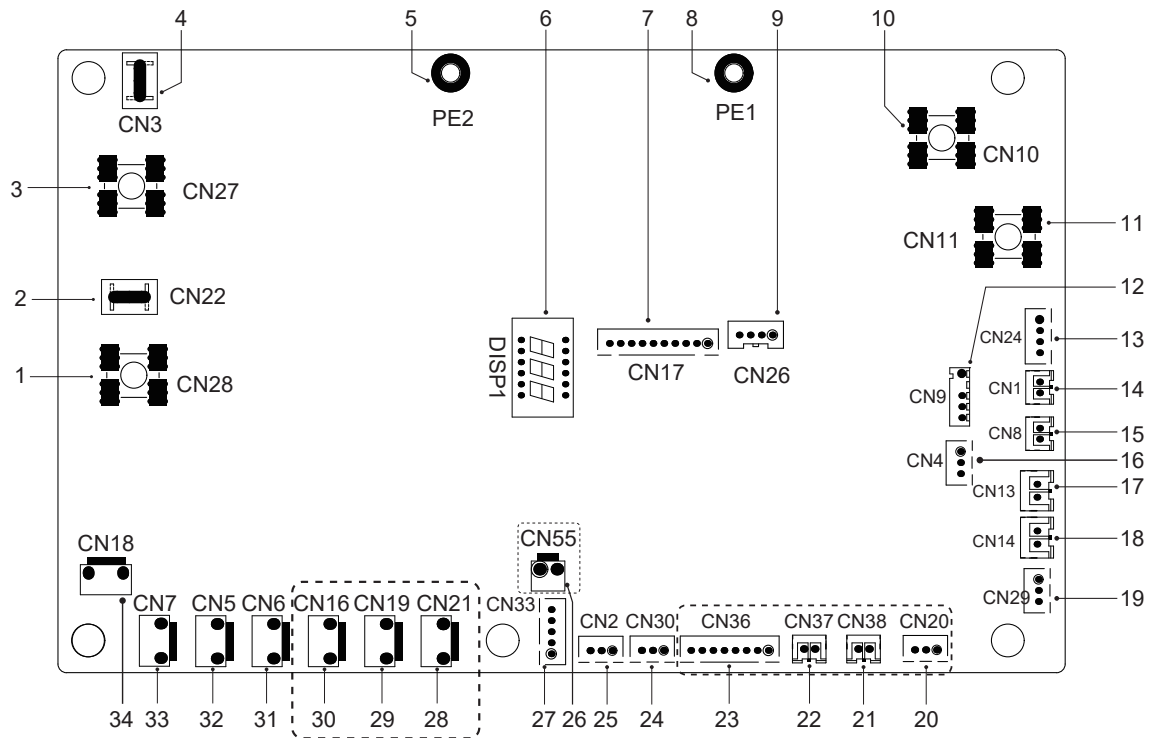 4
5
6
7
8
9
10
CN3
PE2
PE1
CN10
3
CN27
CN11
11
2
CN22
12
CN24
13
DISP1
CN17
CN26
1
CN28
CN9
CN1
14
CN8
15
CN4
16
CN13
17
CN18
CN55
CN14
18
CN7
CN5
CN6
CN16
CN19
CN21
CN33
CN2
CN30
CN36
CN37
CN38
CN20
CN29
19
34
33
32
31
30
29
28
27
26
25
24
23
22
21
20